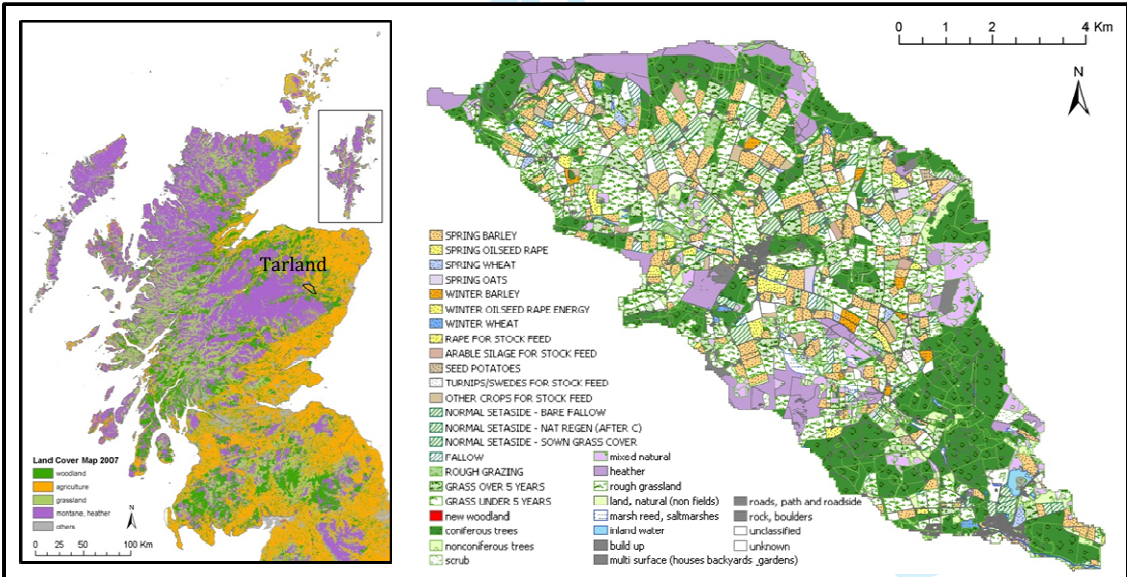 Tarland
Land Cover Map 2007
woodland
agriculture
grassland
montane, heather
others
N
0 25 50 100 Km
0 1 2 4 Km
N
SPRING BARLEY
SPRING OILSEED RAPE
SPRING WHEAT
SPRING OATS
WINTER BARLEY
WINTER OILSEED RAPE ENERGY
WINTER WHEAT
RAPE FOR STOCK FEED
ARABLE SILAGE FOR STOCK FEED
SEED POTATOES
TURNIPS/SWEDES FOR STOCK FEED
OTHER CROPS FOR STOCK FEED
NORMAL SETASIDE - BARE FALLOW
NORMAL SETASIDE - NAT REGEN (AFTER C)
NORMAL SETASIDE - SOWN GRASS COVER
FALLOW
ROUGH GRAZING
GRASS OVER 5 YEARS
GRASS UNDER 5 YEARS
new woodland
coniferous trees
nonconiferous trees
scrub
mixed natural
heather
rough grassland
land, natural (non fields)
marsh reed, saltmarshes
inland water
build up
multi surface (houses backyards gardens)
roads, path and roadside
rock, boulders
unclassified
unknown